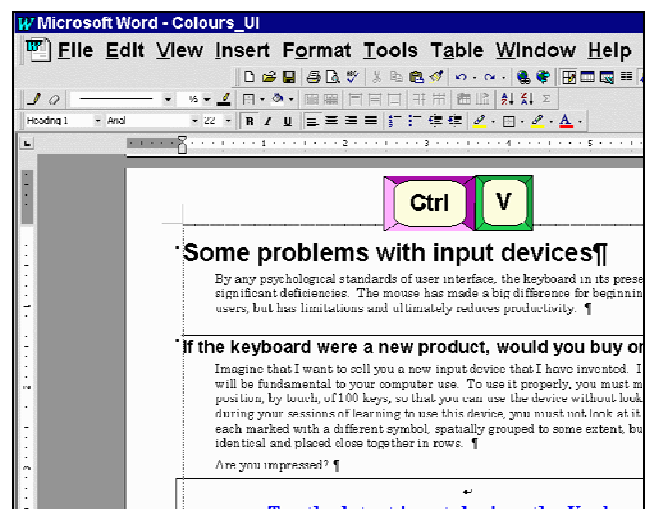 Microsoft Word - Colours_UI
File Edit View Insert Format Tools Table Window Help
Heading 1 Arial 22 B I U A
1 2 3 4 5
Ctrl V
Some problems with input devices¶
By any psychological standards of user interface, the keyboard in its prese
significant deficiencies. The mouse has made a big difference for beginnin
users, but has limitations and ultimately reduces productivity. ¶
If the keyboard were a new product, would you buy or
Imagine that I want to sell you a new input device that I have invented. I
will be fundamental to your computer use. To use it properly, you must m
position, by touch, of 100 keys, so that you can use the device without look
during your sessions of learning to use this device, you must not look at it
each marked with a different symbol, spatially grouped to some extent, bu
identical and placed close together in rows. ¶
Are you impressed? ¶